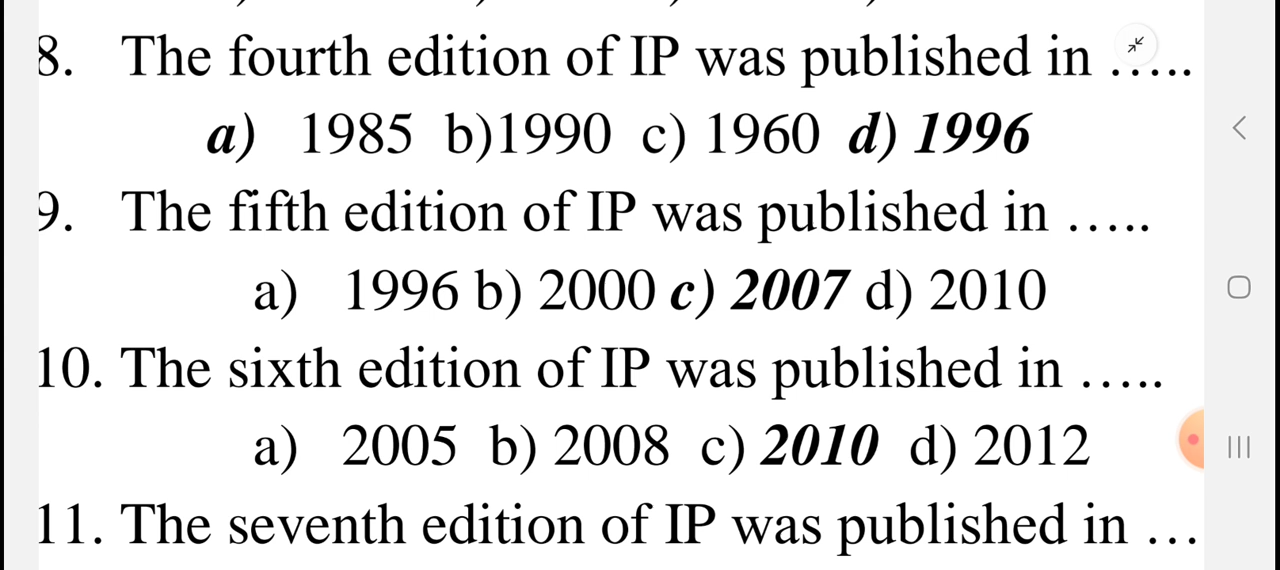 8. The fourth edition of IP was published in .....
a) 1985 b)1990 c) 1960 d) 1996
9. The fifth edition of IP was published in .....
a) 1996 b) 2000 c) 2007 d) 2010
10. The sixth edition of IP was published in .....
a) 2005 b) 2008 c) 2010 d) 2012
11. The seventh edition of IP was published in ...